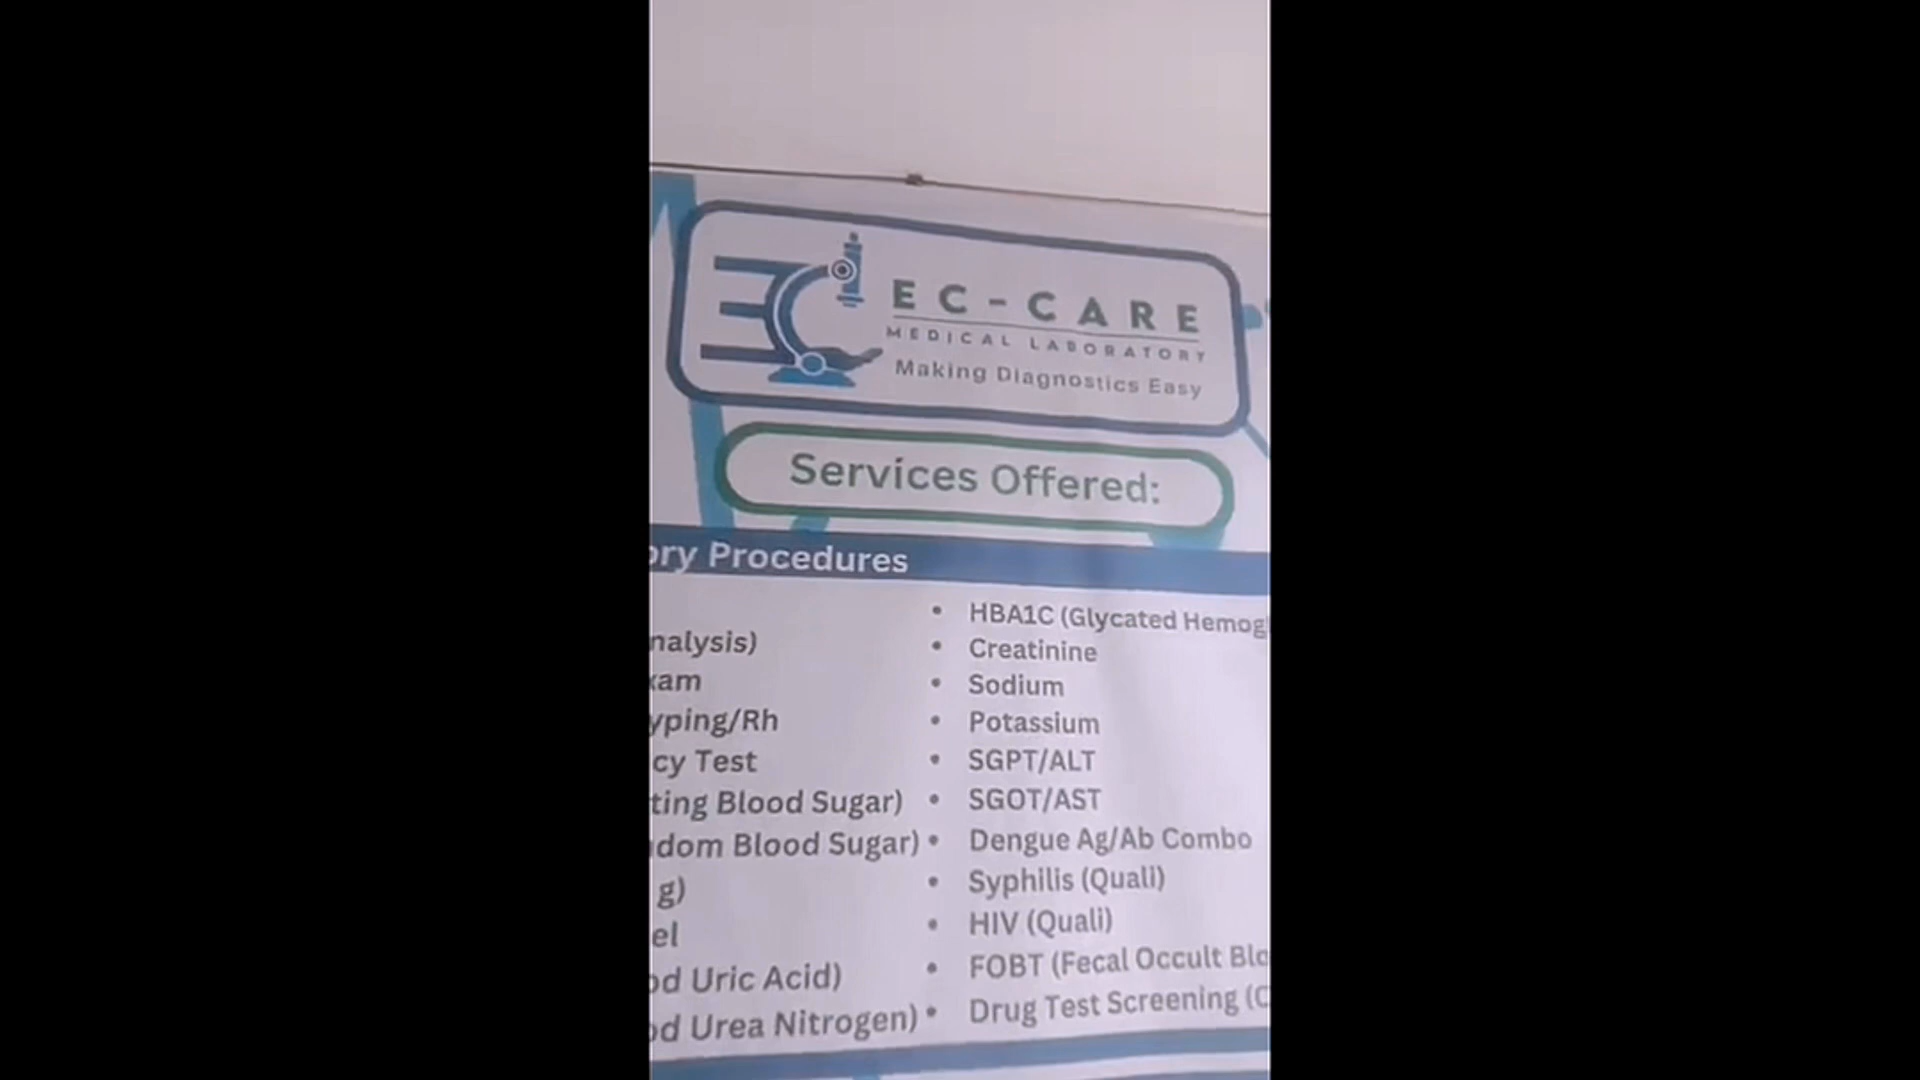 EC-CARE
MEDICAL LABORATORY
Making Diagnostics Easy
Services Offered:
ory Procedures
nalysis)
xam
yping/Rh
cy Test
ting Blood Sugar)
dom Blood Sugar)
g)
el
od Uric Acid)
od Urea Nitrogen)
• HBA1C (Glycated Hemog
• Creatinine
• Sodium
• Potassium
• SGPT/ALT
• SGOT/AST
• Dengue Ag/Ab Combo
• Syphilis (Quali)
• HIV (Quali)
• FOBT (Fecal Occult Blo
• Drug Test Screening (C